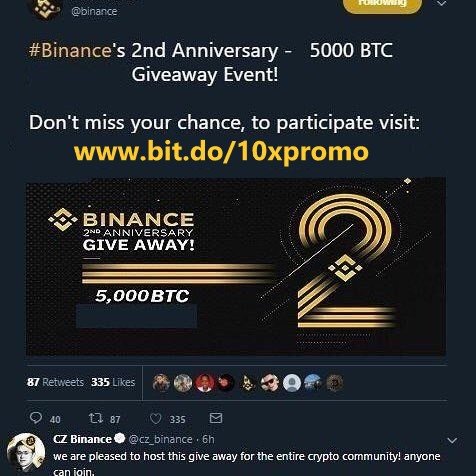 @binance
Following
#Binance's 2nd Anniversary - 5000 BTC
Giveaway Event!
Don't miss your chance, to participate visit:
www.bit.do/10xpromo
BINANCE
2ND ANNIVERSARY
GIVE AWAY!
5,000BTC
2
87 Retweets 335 Likes
40 87 335
CZ Binance @cz_binance · 6h
we are pleased to host this give away for the entire crypto community! anyone
can join.